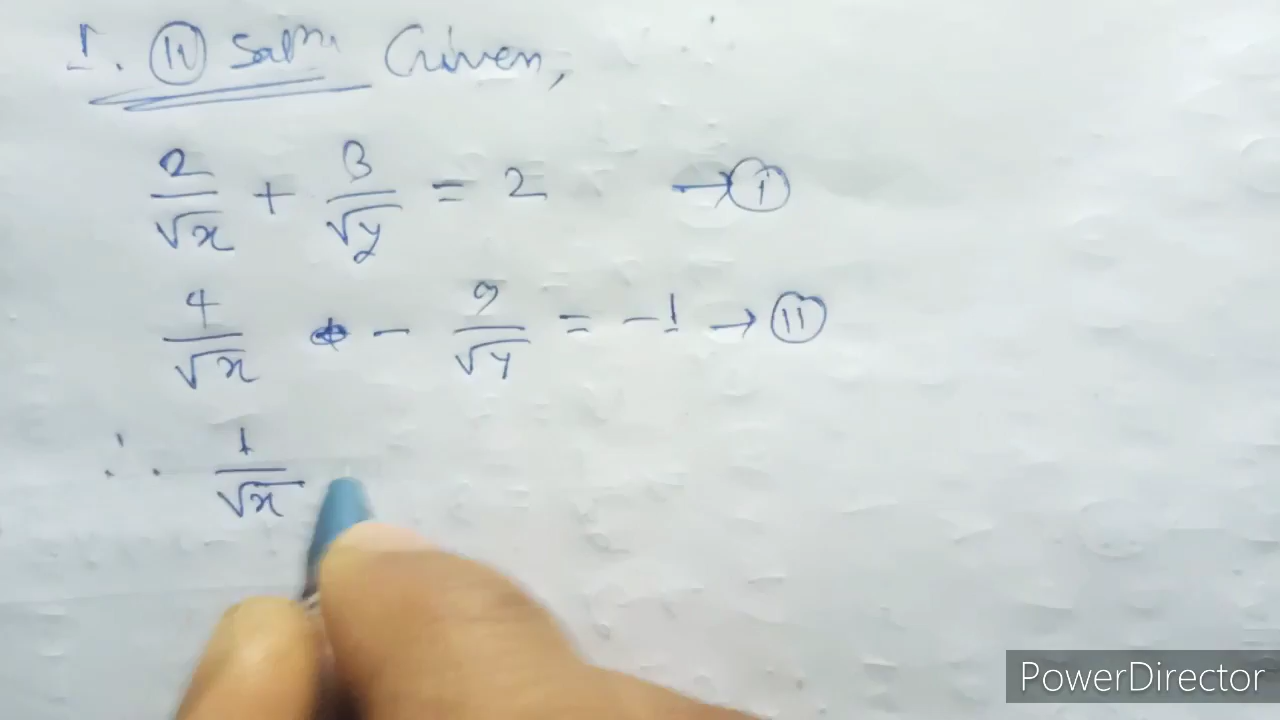 1. (ii) Soln. Given,
2/√x + 3/√y = 2 → (i)
4/√x - 9/√y = -1 → (ii)
∴ 1/√x
PowerDirector